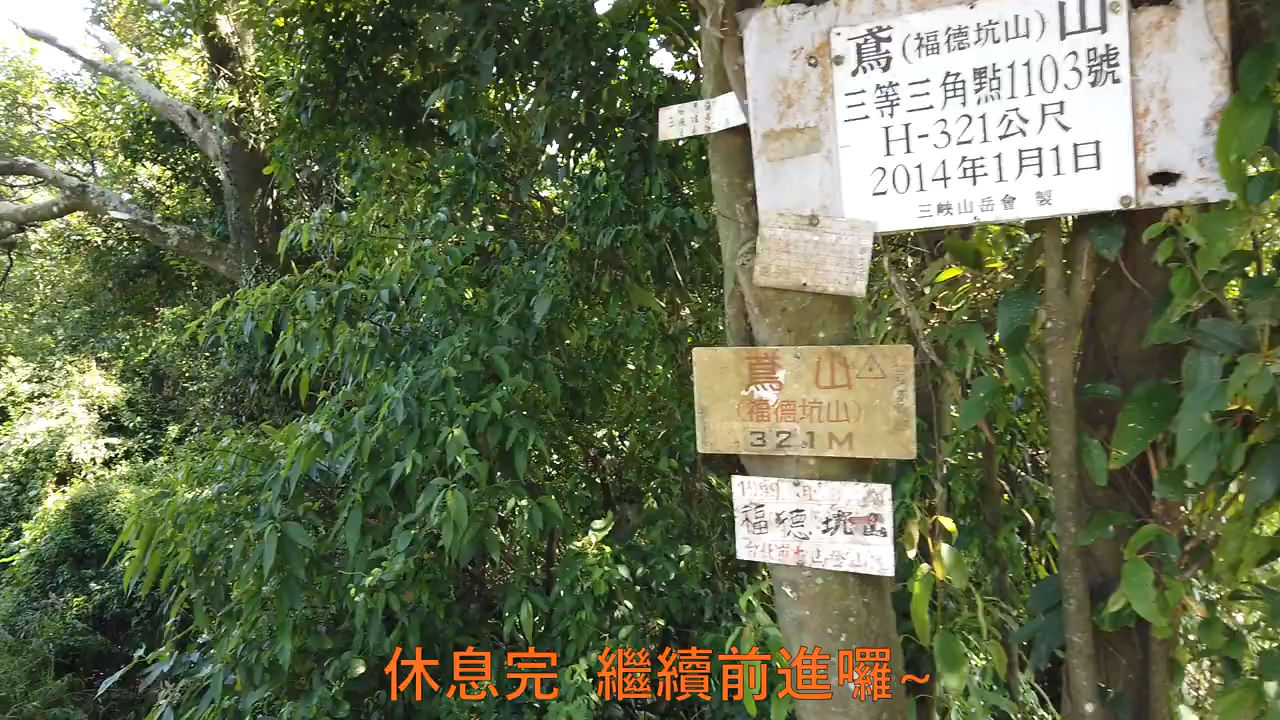 鳶(福德坑山)山
三等三角點1103號
H-321公尺
2014年1月1日
三峽山岳會 製
鳶 山
(福德坑山)
321M
福德坑山
休息完 繼續前進囉~